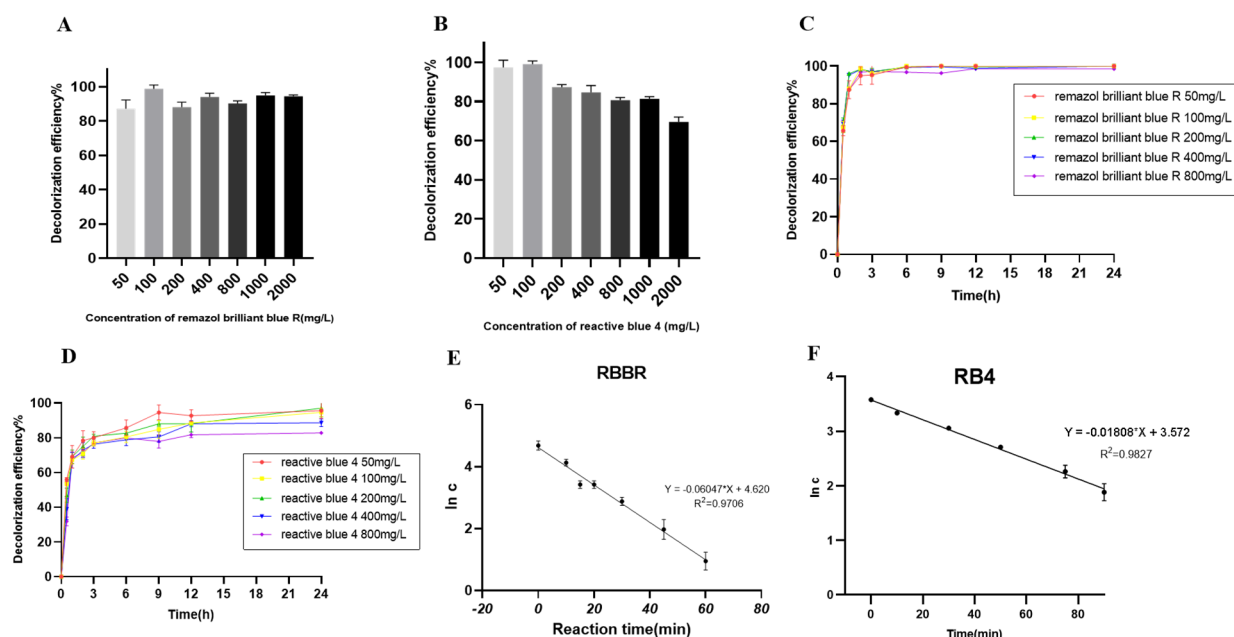 A
Decolorization efficiency%
100
80
60
40
20
0
50
100
200
400
800
1000
2000
Concentration of remazol brilliant blue R(mg/L)
B
Decolorization efficiency%
100
80
60
40
20
0
50
100
200
400
800
1000
2000
Concentration of reactive blue 4 (mg/L)
C
Decolorization efficiency%
100
80
60
40
20
0
0 3 6 9 12 15 18 21 24
Time(h)
remazol brilliant blue R 50mg/L
remazol brilliant blue R 100mg/L
remazol brilliant blue R 200mg/L
remazol brilliant blue R 400mg/L
remazol brilliant blue R 800mg/L
D
Decolorization efficiency%
100
80
60
40
20
0
0 3 6 9 12 15 18 21 24
Time(h)
reactive blue 4 50mg/L
reactive blue 4 100mg/L
reactive blue 4 200mg/L
reactive blue 4 400mg/L
reactive blue 4 800mg/L
E
RBBR
ln c
6
4
2
0
-20 0 20 40 60 80
Reaction time(min)
Y = -0.06047*X + 4.620
R²=0.9706
F
RB4
ln c
4
3
2
1
0 20 40 60 80
Time(min)
Y = -0.01808*X + 3.572
R²=0.9827